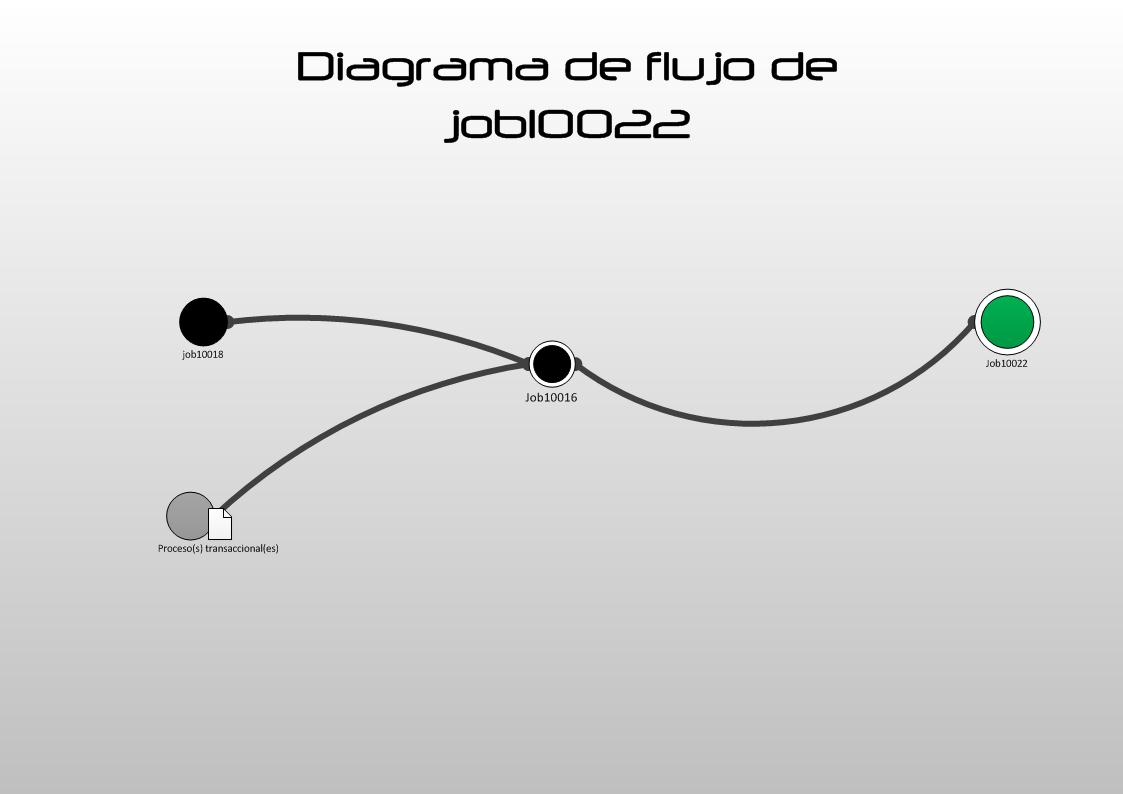 Diagrama de flujo de
job10022
job10018
Job10016
Job10022
Proceso(s) transaccional(es)